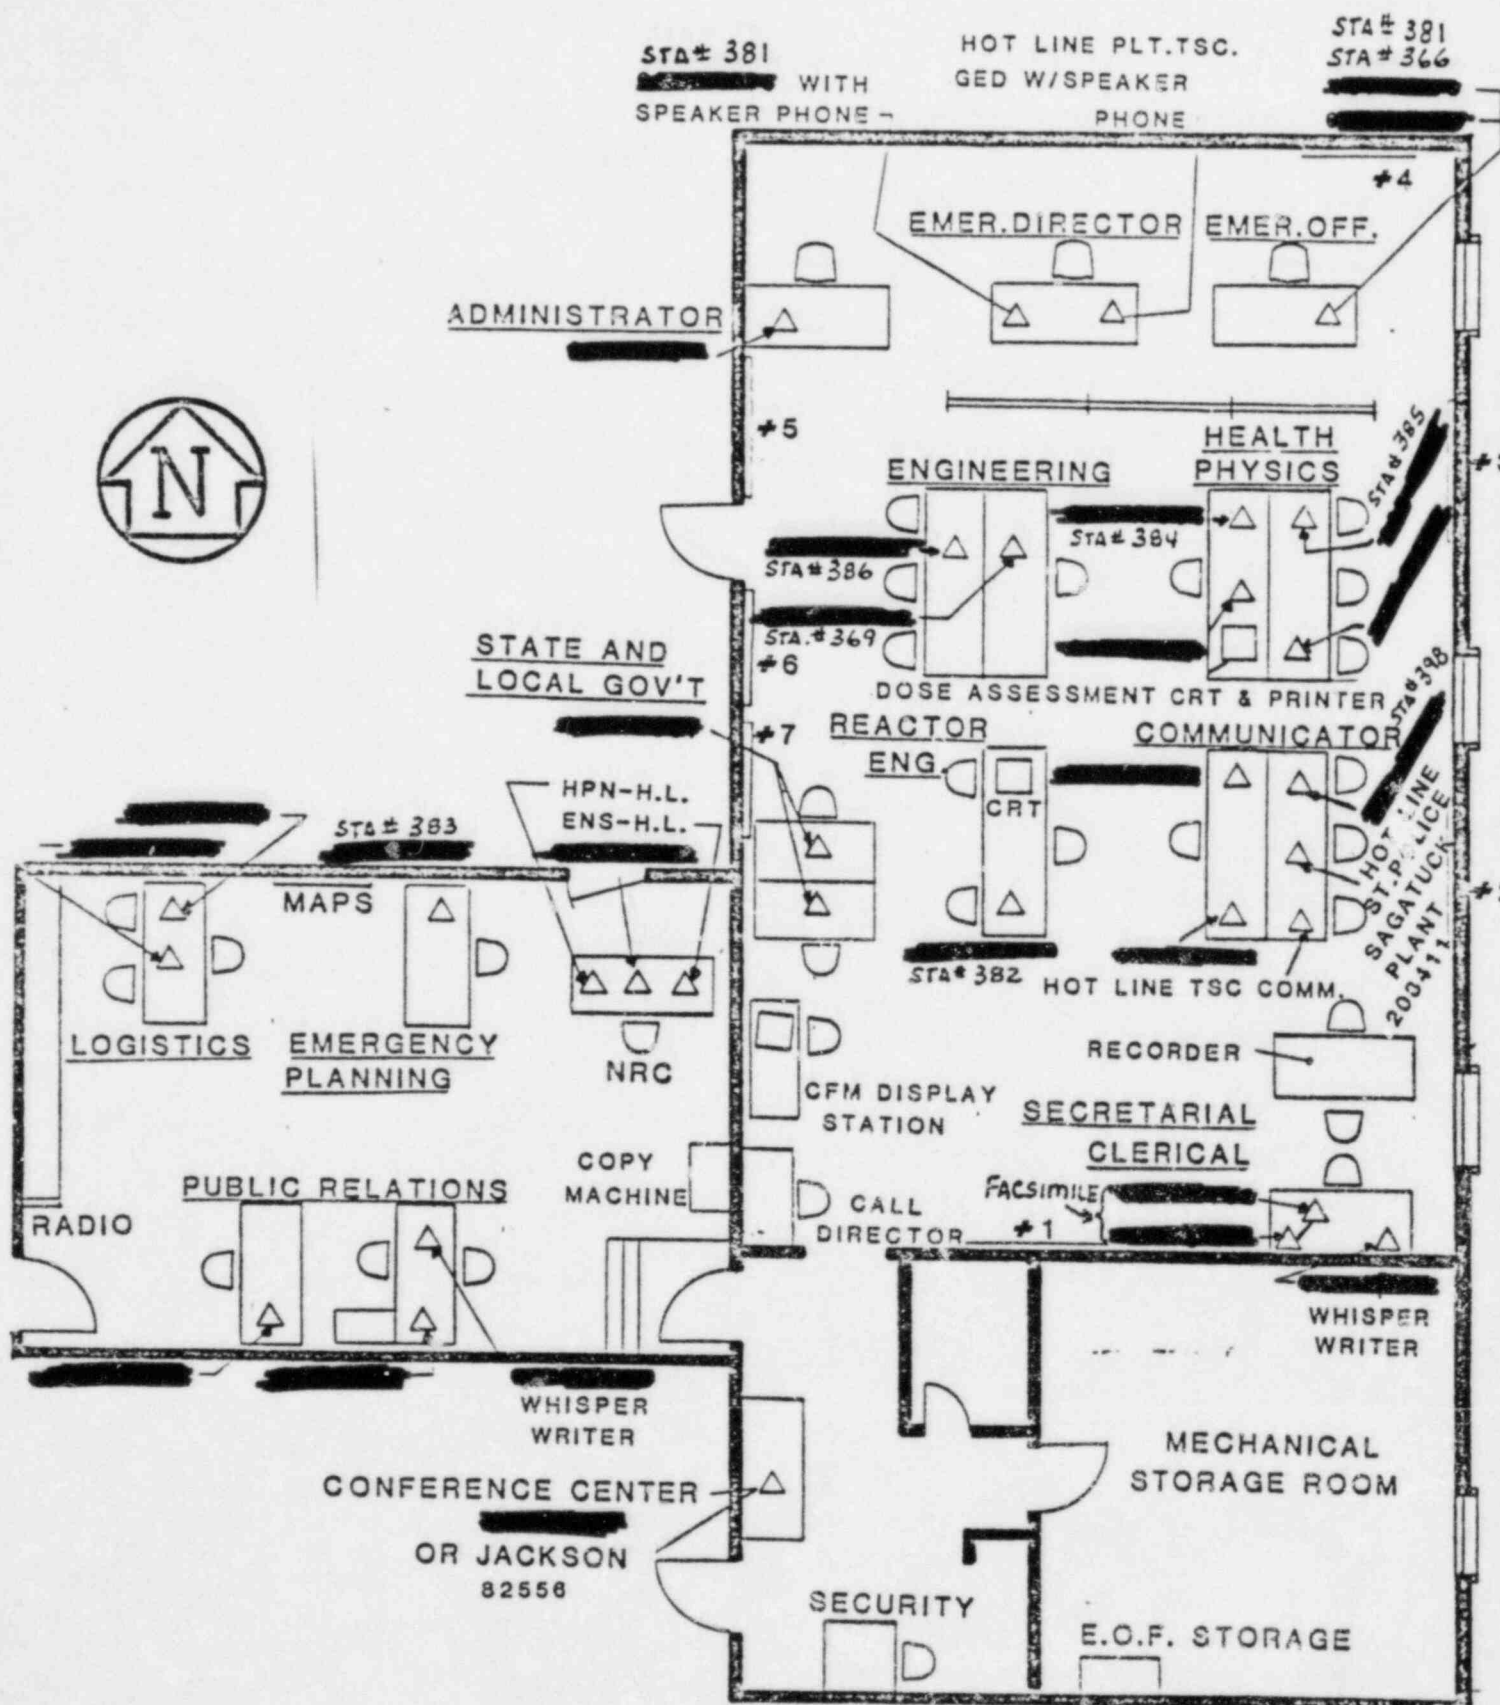 STA# 381
WITH
SPEAKER PHONE
HOT LINE PLT.TSC.
GED W/SPEAKER
PHONE
STA# 381
STA# 366
#4
EMER.DIRECTOR
EMER.OFF.
ADMINISTRATOR
N
#5
HEALTH
PHYSICS
ENGINEERING
STA# 385
STA# 384
STA# 386
STA.# 369
#6
STATE AND
LOCAL GOV'T
DOSE ASSESSMENT CRT & PRINTER
STA# 398
#7
REACTOR
ENG.
COMMUNICATOR
CRT
HPN-H.L.
ENS-H.L.
STA# 383
HOT LINE
ST.POLICE
SAGATUCK
PLANT
200411
MAPS
STA# 382
HOT LINE TSC COMM.
LOGISTICS
EMERGENCY
PLANNING
NRC
RECORDER
CFM DISPLAY
STATION
SECRETARIAL
CLERICAL
COPY
MACHINE
PUBLIC RELATIONS
FACSIMILE
CALL
DIRECTOR
#1
RADIO
WHISPER
WRITER
WHISPER
WRITER
MECHANICAL
STORAGE ROOM
CONFERENCE CENTER
OR JACKSON
82556
SECURITY
E.O.F. STORAGE